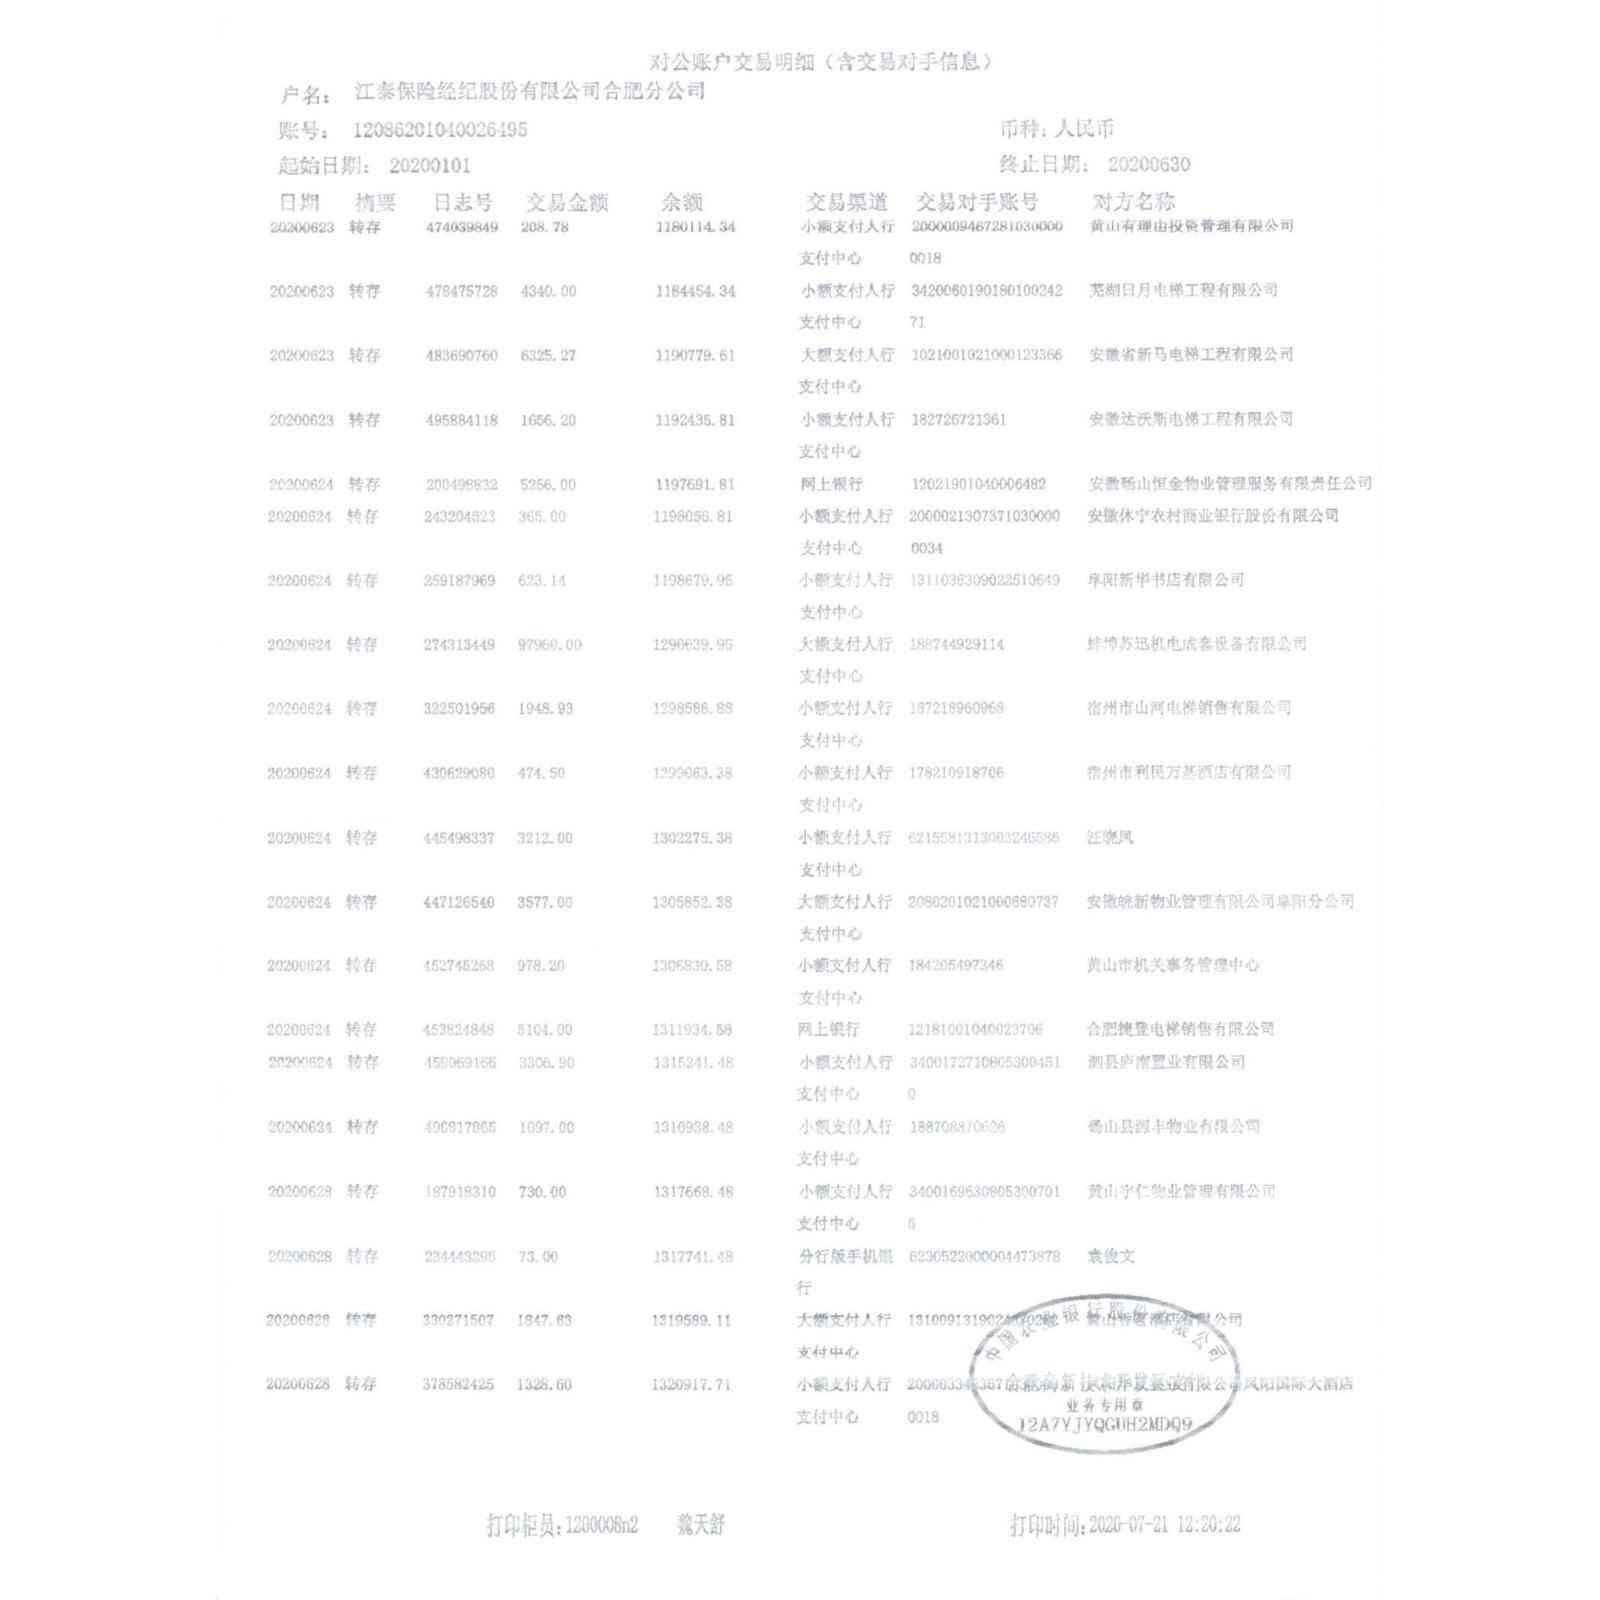 对公账户交易明细（含交易对手信息）
户名： 江泰保险经纪股份有限公司合肥分公司
账号： 12086201040026495 币种：人民币
起始日期： 20200101 终止日期： 20200630
日期 摘要 日志号 交易金额 余额 交易渠道 交易对手账号 对方名称
20200623 转存 474039849 208.78 1180114.34 小额支付人行 2000009467281030000 黄山有理由投资管理有限公司
支付中心 0018
20200623 转存 478475728 4340.00 1184454.34 小额支付人行 3420060190180100242 芜湖日月电梯工程有限公司
支付中心 71
20200623 转存 483690760 6325.27 1190779.61 大额支付人行 1021001021000123366 安徽省新马电梯工程有限公司
支付中心
20200623 转存 495884118 1656.20 1192435.81 小额支付人行 182726721361 安徽达沃斯电梯工程有限公司
支付中心
20200624 转存 200498832 5256.00 1197691.81 网上银行 12021901040006482 安徽砀山恒金物业管理服务有限责任公司
20200624 转存 243204523 365.00 1198056.81 小额支付人行 2000021307371030000 安徽休宁农村商业银行股份有限公司
支付中心 0034
20200624 转存 259187969 623.14 1198679.95 小额支付人行 1311036309022510649 阜阳新华书店有限公司
支付中心
20200624 转存 274313449 97960.00 1296639.95 大额支付人行 188744929114 蚌埠苏迅机电成套设备有限公司
支付中心
20200624 转存 322501956 1948.93 1298588.88 小额支付人行 187218960968 宿州市山河电梯销售有限公司
支付中心
20200624 转存 430629080 474.50 1299063.38 小额支付人行 178210918706 宿州市利民万基酒店有限公司
支付中心
20200624 转存 445498337 3212.00 1302275.38 小额支付人行 6215581313003246586 汪晓凤
支付中心
20200624 转存 447126540 3577.00 1305852.38 大额支付人行 2080201021000680737 安徽皖新物业管理有限公司阜阳分公司
支付中心
20200624 转存 452745268 978.20 1306830.58 小额支付人行 184205497346 黄山市机关事务管理中心
支付中心
20200624 转存 453824848 5104.00 1311934.58 网上银行 12181001040023706 合肥捷登电梯销售有限公司
20200624 转存 459069166 3306.90 1315241.48 小额支付人行 3400172710805300451 泗县庐南置业有限公司
支付中心 0
20200624 转存 1697.00 1316938.48 小额支付人行 188708870626 砀山县源丰物业有限公司
支付中心
20200628 转存 187918310 730.00 1317668.48 小额支付人行 3400169630805300701 黄山宇仁物业管理有限公司
支付中心 5
20200628 转存 234443295 73.00 1317741.48 分行版手机银 6230522000004473878 袁俊文
行
20200628 转存 330271507 1847.63 1319589.11 大额支付人行 黄山 酒店有限公司
支付中心
20200628 转存 378582425 1328.60 1320917.71 小额支付人行 有限公司凤阳国际大酒店
支付中心 0018
中国农业银行股份有限公司
业务专用章
12A7YJYQGUH2MDQ9
打印柜员：1200008n2 魏天舒 打印时间：2020-07-21 12:20:22